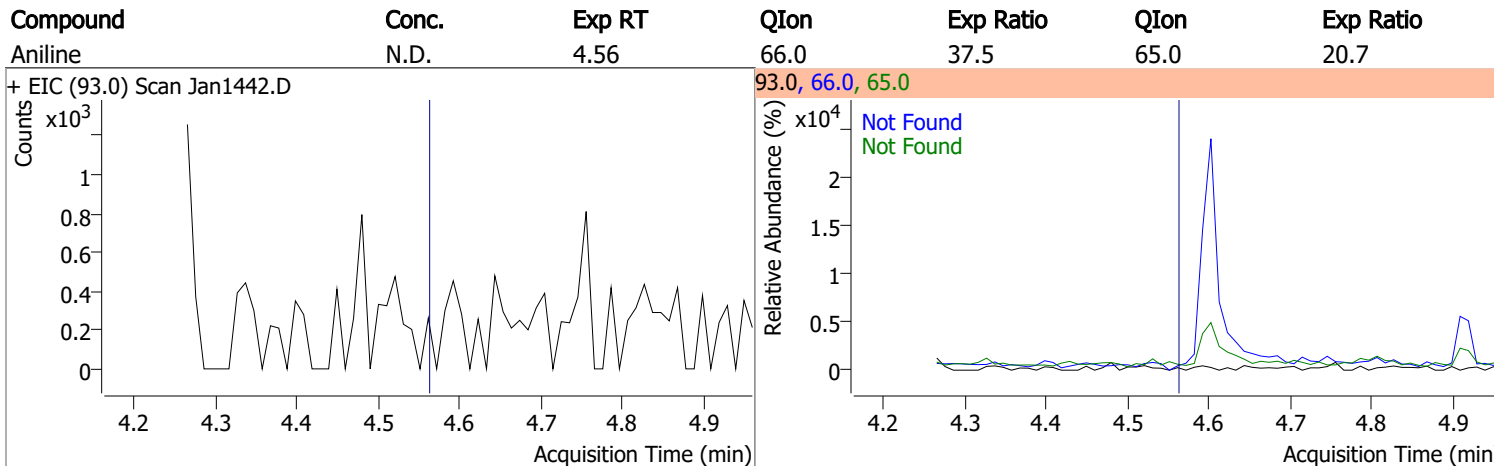 Compound Conc. Exp RT QIon Exp Ratio QIon Exp Ratio
Aniline N.D. 4.56 66.0 37.5 65.0 20.7
+ EIC (93.0) Scan Jan1442.D
Counts
x10³
1
0.8
0.6
0.4
0.2
0
4.2 4.3 4.4 4.5 4.6 4.7 4.8 4.9
Acquisition Time (min)
93.0, 66.0, 65.0
Relative Abundance (%)
x10⁴
Not Found
Not Found
2
1.5
1
0.5
0
4.2 4.3 4.4 4.5 4.6 4.7 4.8 4.9
Acquisition Time (min